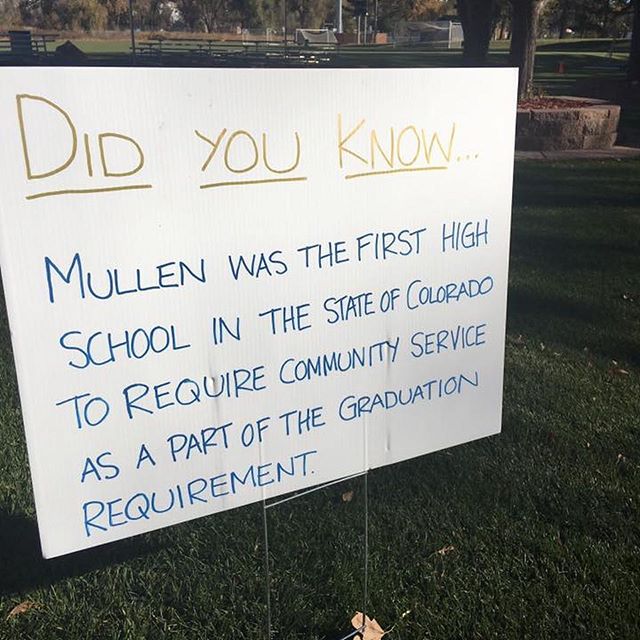 DID YOU KNOW...
MULLEN WAS THE FIRST HIGH
SCHOOL IN THE STATE OF COLORADO
TO REQUIRE COMMUNITY SERVICE
AS A PART OF THE GRADUATION
REQUIREMENT.